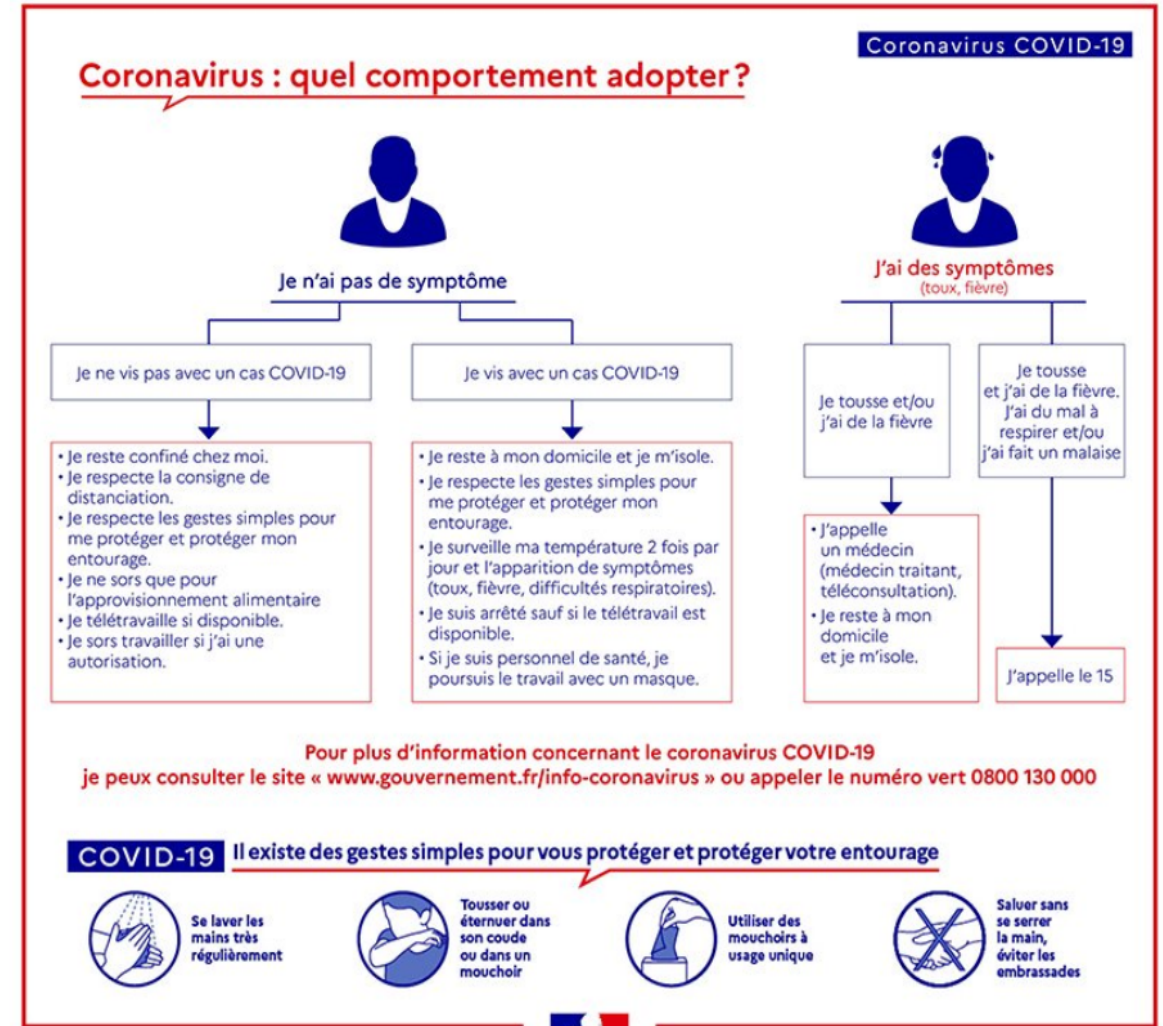 Coronavirus COVID-19
Coronavirus : quel comportement adopter ?
Je n'ai pas de symptôme
Je ne vis pas avec un cas COVID-19
• Je reste confiné chez moi.
• Je respecte la consigne de
distanciation.
• Je respecte les gestes simples pour
me protéger et protéger mon
entourage.
• Je ne sors que pour
l'approvisionnement alimentaire
• Je télétravaille si disponible.
• Je sors travailler si j'ai une
autorisation.
Je vis avec un cas COVID-19
• Je reste à mon domicile et je m'isole.
• Je respecte les gestes simples pour
me protéger et protéger mon
entourage.
• Je surveille ma température 2 fois par
jour et l'apparition de symptômes
(toux, fièvre, difficultés respiratoires).
• Je suis arrêté sauf si le télétravail est
disponible.
• Si je suis personnel de santé, je
poursuis le travail avec un masque.
J'ai des symptômes
(toux, fièvre)
Je tousse et/ou
j'ai de la fièvre
• J'appelle
un médecin
(médecin traitant,
téléconsultation).
• Je reste à mon
domicile
et je m'isole.
Je tousse
et j'ai de la fièvre.
J'ai du mal à
respirer et/ou
j'ai fait un malaise
J'appelle le 15
Pour plus d'information concernant le coronavirus COVID-19
je peux consulter le site « www.gouvernement.fr/info-coronavirus » ou appeler le numéro vert 0800 130 000
COVID-19 Il existe des gestes simples pour vous protéger et protéger votre entourage
Se laver les
mains très
régulièrement
Tousser ou
éternuer dans
son coude
ou dans un
mouchoir
Utiliser des
mouchoirs à
usage unique
Saluer sans
se serrer
la main,
éviter les
embrassades